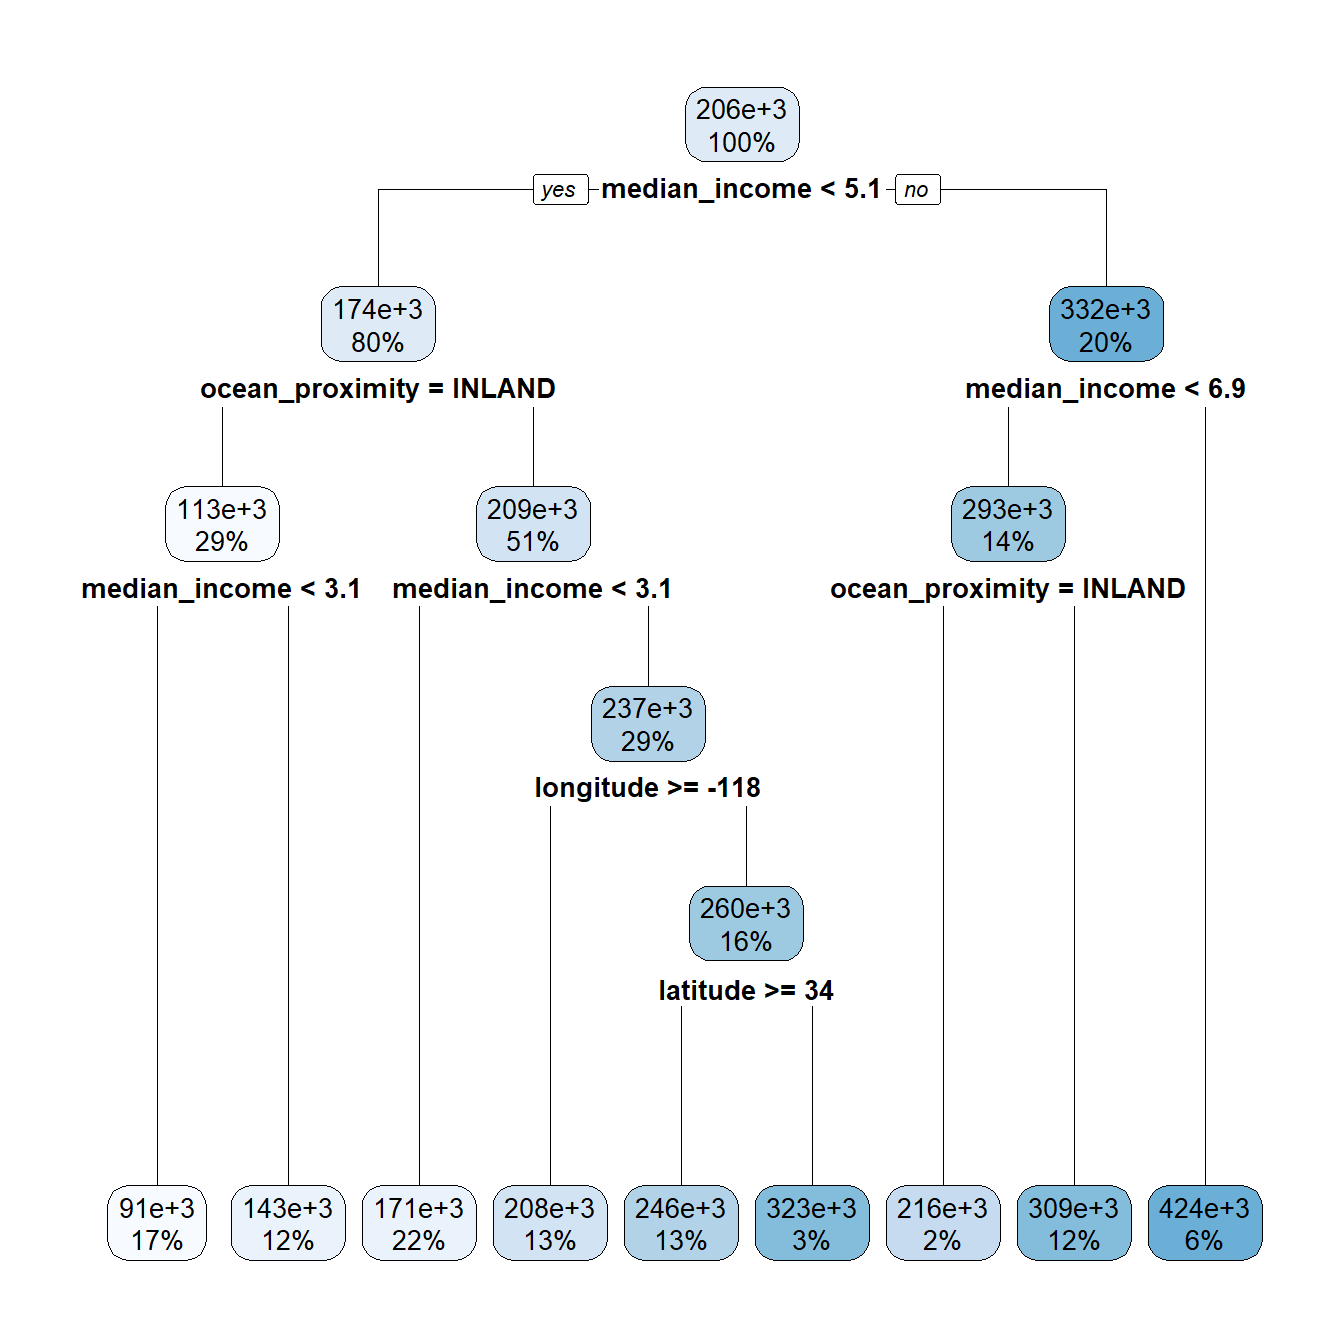 206e+3
100%
yes median_income < 5.1 no
174e+3
80%
332e+3
20%
ocean_proximity = INLAND
median_income < 6.9
113e+3
29%
209e+3
51%
293e+3
14%
median_income < 3.1
median_income < 3.1
ocean_proximity = INLAND
237e+3
29%
longitude >= -118
260e+3
16%
latitude >= 34
91e+3
17%
143e+3
12%
171e+3
22%
208e+3
13%
246e+3
13%
323e+3
3%
216e+3
2%
309e+3
12%
424e+3
6%